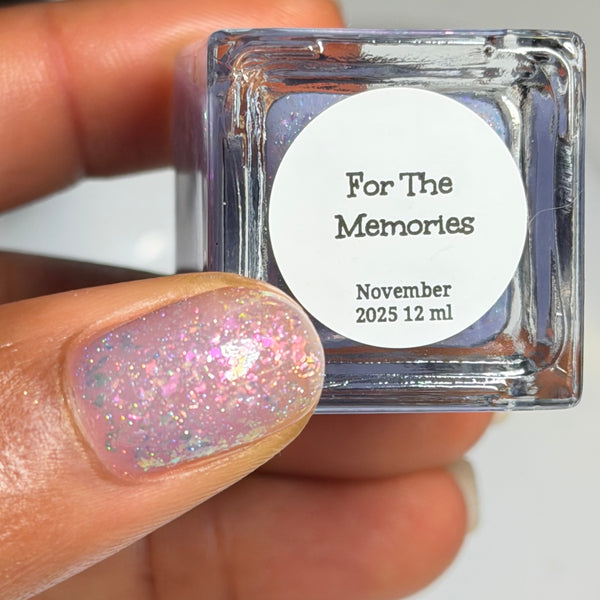 For The
Memories
November
2025 12 ml